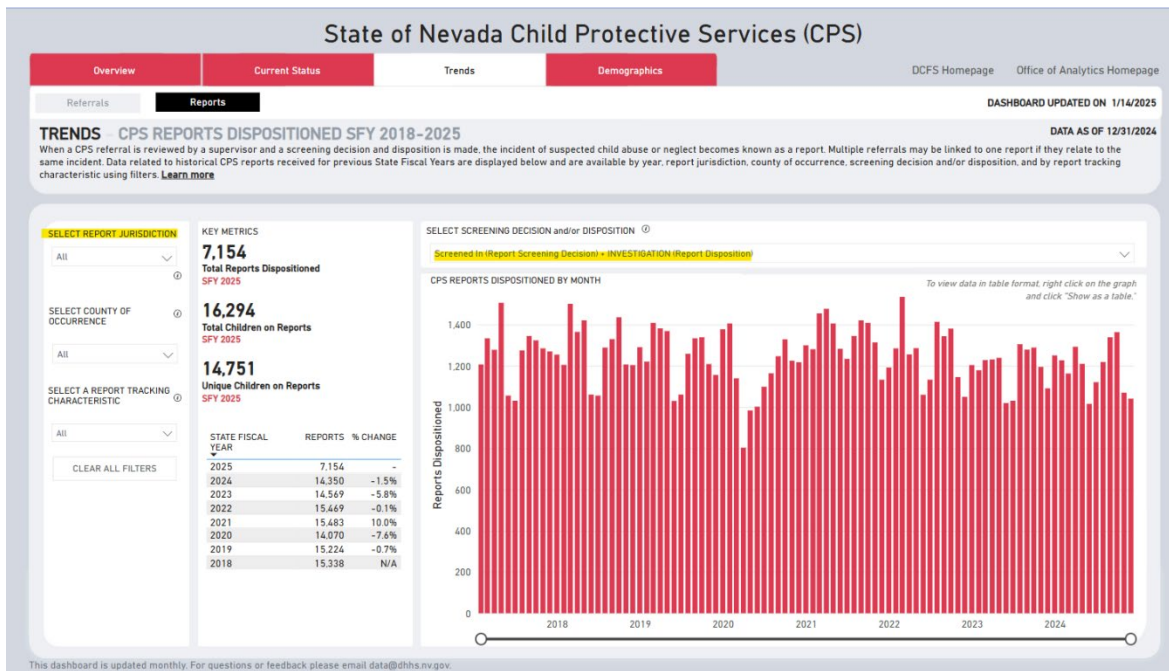 State of Nevada Child Protective Services (CPS)
Overview
Current Status
Trends
Demographics
DCFS Homepage
Office of Analytics Homepage
Referrals
Reports
DASHBOARD UPDATED ON 1/14/2025
TRENDS - CPS REPORTS DISPOSITIONED SFY 2018-2025
DATA AS OF 12/31/2024
When a CPS referral is reviewed by a supervisor and a screening decision and disposition is made, the incident of suspected child abuse or neglect becomes known as a report. Multiple referrals may be linked to one report if they relate to the
same incident. Data related to historical CPS reports received for previous State Fiscal Years are displayed below and are available by year, report jurisdiction, county of occurrence, screening decision and/or disposition, and by report tracking
characteristic using filters. Learn more
SELECT REPORT JURISDICTION
All
SELECT COUNTY OF
OCCURRENCE
All
SELECT A REPORT TRACKING
CHARACTERISTIC
All
CLEAR ALL FILTERS
KEY METRICS
7,154
Total Reports Dispositioned
SFY 2025
16,294
Total Children on Reports
SFY 2025
14,751
Unique Children on Reports
SFY 2025
STATE FISCAL
YEAR
REPORTS % CHANGE
2025 7,154 -
2024 14,350 -1.5%
2023 14,569 -5.8%
2022 15,469 -0.1%
2021 15,483 10.0%
2020 14,070 -7.6%
2019 15,224 -0.7%
2018 15,338 N/A
SELECT SCREENING DECISION and/or DISPOSITION
Screened In (Report Screening Decision) + INVESTIGATION (Report Disposition)
CPS REPORTS DISPOSITIONED BY MONTH
To view data in table format, right click on the graph
and click "Show as a table."
Reports Dispositioned
1,400
1,200
1,000
800
600
400
200
0
2018 2019 2020 2021 2022 2023 2024
This dashboard is updated monthly. For questions or feedback please email data@dhhs.nv.gov.